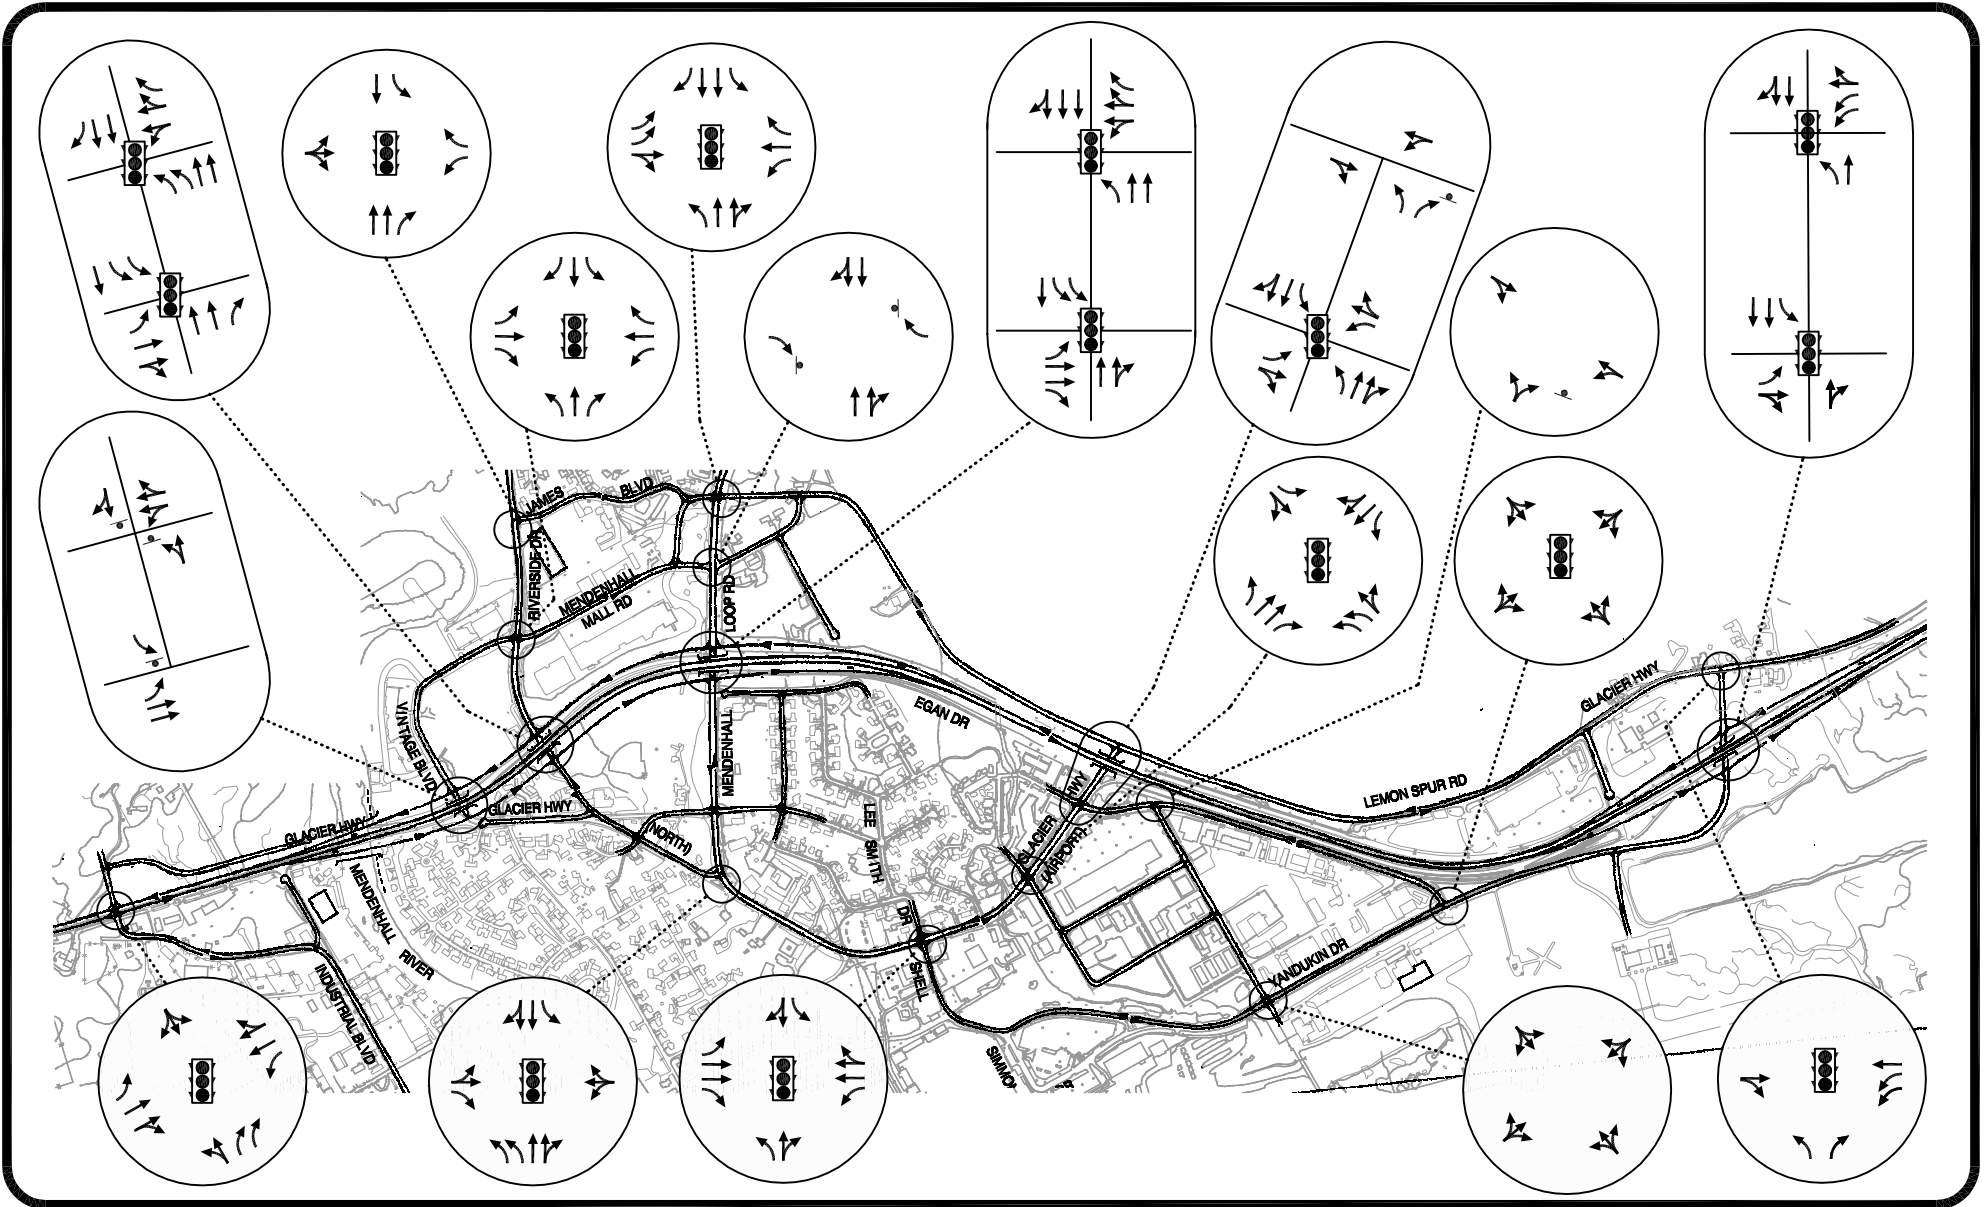 JAMES
BLVD
RIVERSIDE DR
MENDENHALL
MALL RD
LOOP RD
VINTAGE BLVD
MENDENHALL
EGAN DR
GLACIER HWY
GLACIER HWY
GLACIER HWY
(NORTH)
LEE SMITH
DR
HWY
GLACIER
(AIRPORT)
LEMON SPUR RD
MENDENHALL
RIVER
INDUSTRIAL BLVD
SHELL
YANDUKIN DR